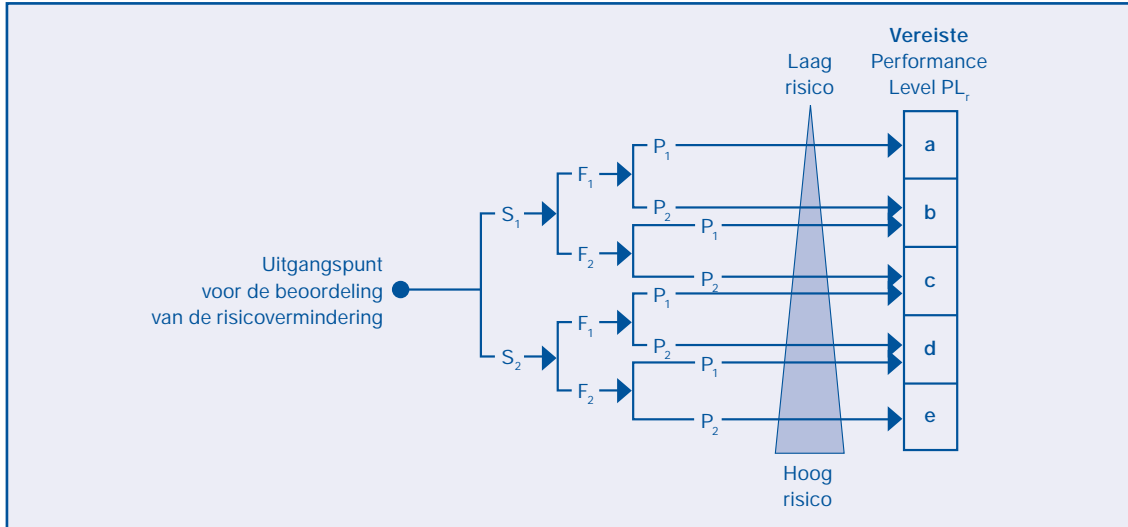 Vereiste
Laag Performance
risico Level PLr
P1 a
F1
P2 b
S1 P1
F2
Uitgangspunt P2 c
voor de beoordeling P1
van de risicovermindering F1
P2 d
S2 P1
F2
P2 e
Hoog
risico